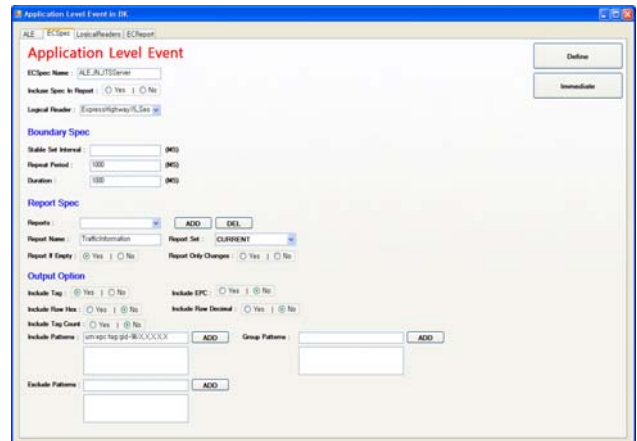 Application Level Event in DK
ALE ECSpec LogicalReaders ECReport
Application Level Event
Define
ECSpec Name : ALE_IN_ITSServer
Immediate
Incluse Spec In Report : Yes | No
Logical Reader :
Boundary Spec
Stable Set Interval : (MS)
Repeat Period : 1000 (MS)
Duration : 1000 (MS)
Report Spec
Reports : ADD DEL
Report Name : TrafficInformation Report Set : CURRENT
Report If Empty : Yes | No Report Only Changes : Yes | No
Output Option
Include Tag : Yes | No Include EPC : Yes | No
Include Raw Hex : Yes | No Include Raw Decimal : Yes | No
Include Tag Count : Yes | No
Include Patterns : ADD Group Patterns : ADD
Exclude Patterns : ADD